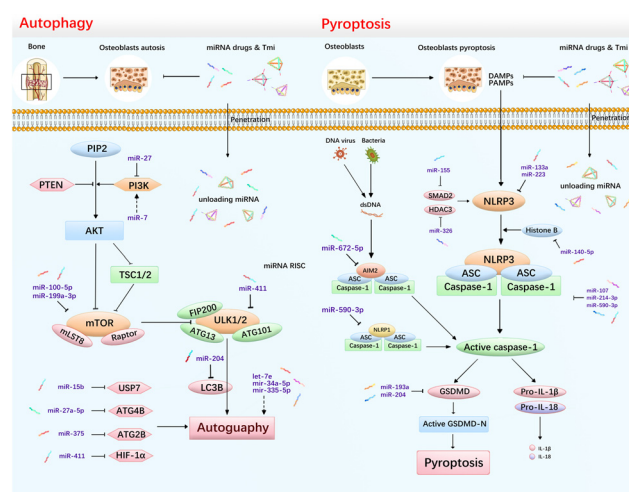 Autophagy
Bone
Osteoblasts autosis
miRNA drugs & Tmi
Penetration
PIP2
miR-27
PTEN
PI3K
miR-7
unloading miRNA
AKT
TSC1/2
miRNA RISC
miR-100-5p
miR-199a-3p
miR-411
mTOR
mLST8
Raptor
FIP200
ULK1/2
ATG13
ATG101
miR-204
LC3B
let-7e
mir-34a-5p
mir-335-5p
miR-15b
USP7
miR-27a-5p
ATG4B
miR-375
ATG2B
miR-411
HIF-1α
Autoguaphy
Pyroptosis
Osteoblasts
Osteoblasts pyroptosis
miRNA drugs & Tmi
DAMPs
PAMPs
Penetration
DNA virus
Bacteria
dsDNA
miR-155
SMAD2
HDAC3
miR-326
miR-133a
miR-223
NLRP3
unloading miRNA
Histone B
miR-140-5p
miR-672-5p
AIM2
ASC
ASC
Caspase-1
Caspase-1
NLRP3
ASC
ASC
Caspase-1
Caspase-1
miR-107
miR-214-3p
miR-590-3p
miR-590-3p
NLRP1
ASC
ASC
Caspase-1
Caspase-1
Active caspase-1
miR-193a
miR-204
GSDMD
Pro-IL-1β
Pro-IL-18
Active GSDMD-N
IL-1β
IL-18
Pyroptosis